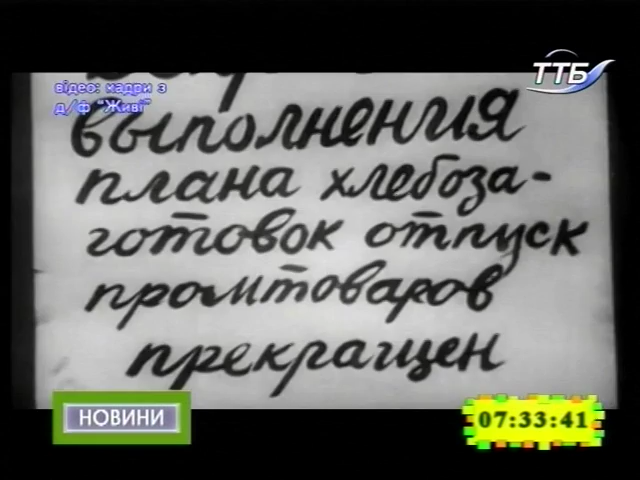 ТТБ
відео: кадри з
д/ф "Живі"
выполнения
плана хлебоза-
готовок отпуск
промтоваров
прекращен
НОВИНИ
07:33:41